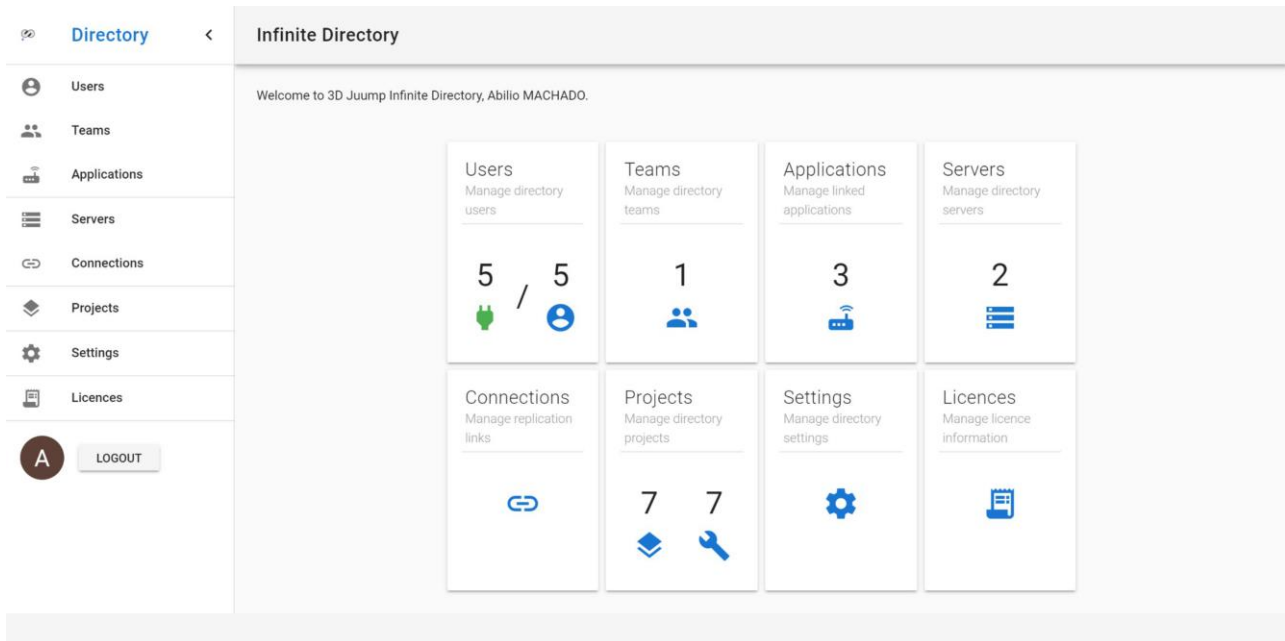 Directory
Infinite Directory
Users
Teams
Applications
Servers
Connections
Projects
Settings
Licences
A
LOGOUT
Welcome to 3D Juump Infinite Directory, Abilio MACHADO.
Users
Manage directory
users
5 / 5
Teams
Manage directory
teams
1
Applications
Manage linked
applications
3
Servers
Manage directory
servers
2
Connections
Manage replication
links
Projects
Manage directory
projects
7 7
Settings
Manage directory
settings
Licences
Manage licence
information